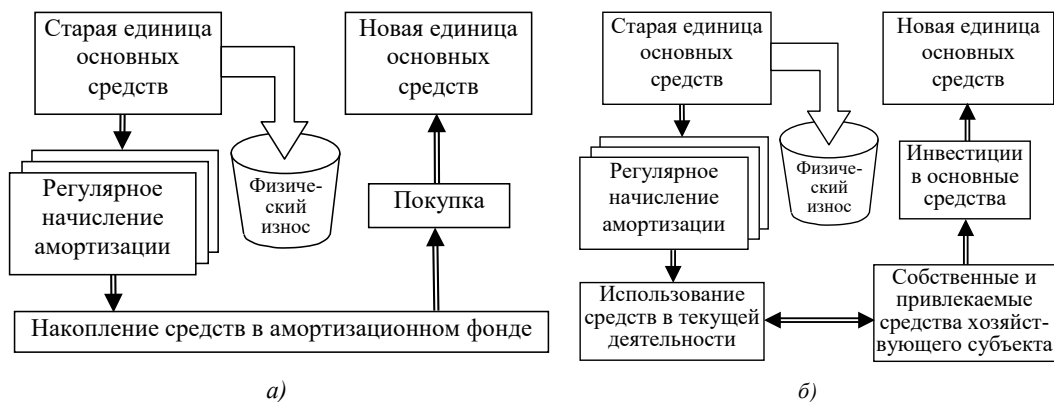 Старая единица
основных
средств
Новая единица
основных
средств
Физиче-
ский
износ
Регулярное
начисление
амортизации
Покупка
Накопление средств в амортизационном фонде
а)
Старая единица
основных
средств
Новая единица
основных
средств
Физиче-
ский
износ
Регулярное
начисление
амортизации
Инвестиции
в основные
средства
Использование
средств в текущей
деятельности
Собственные и
привлекаемые
средства хозяйст-
вующего субъекта
б)